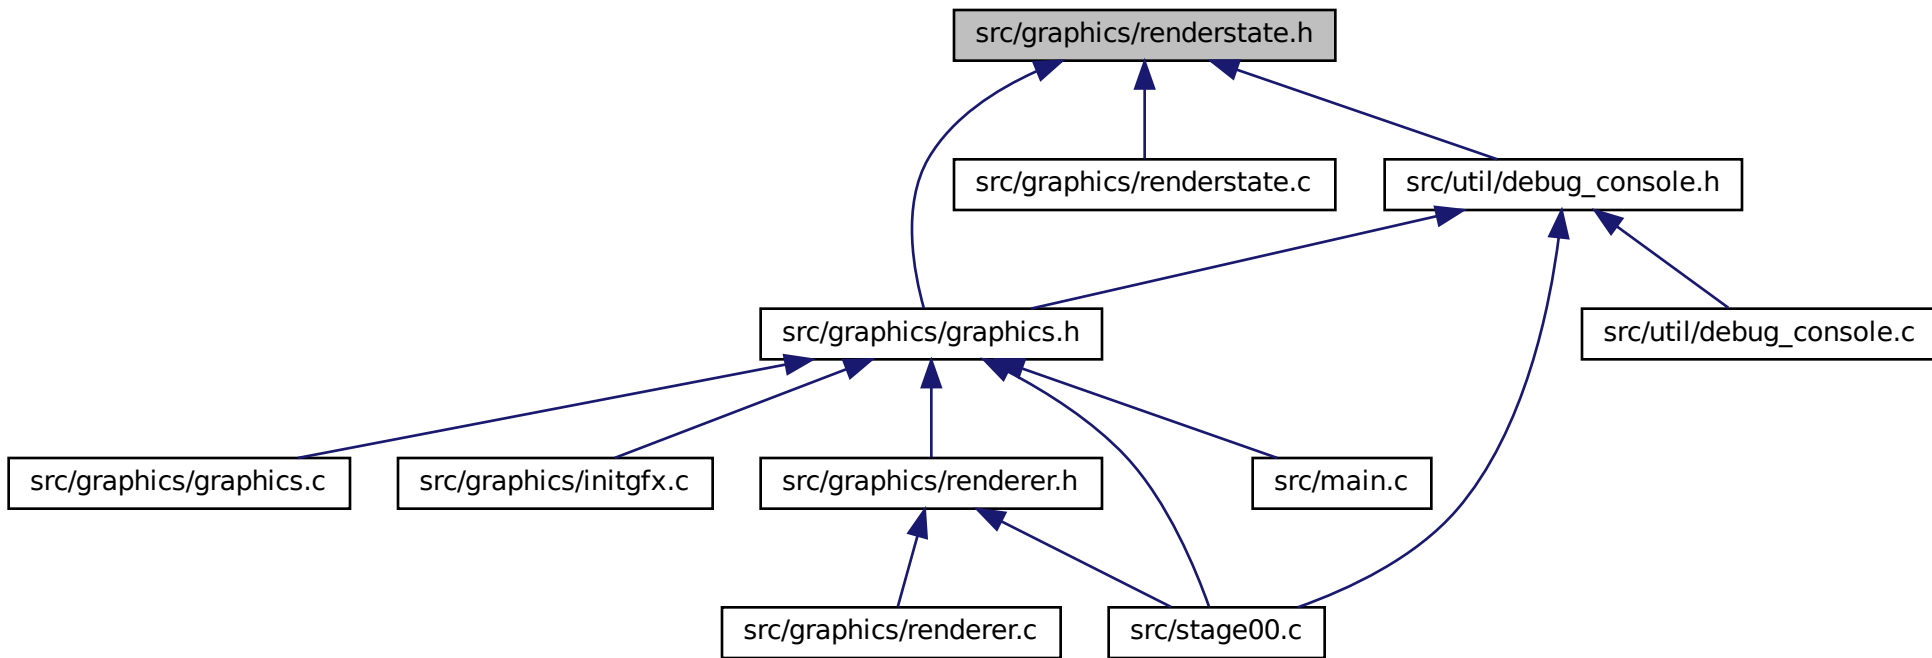 src/graphics/renderstate.h
src/graphics/renderstate.c
src/util/debug_console.h
src/graphics/graphics.h
src/util/debug_console.c
src/graphics/graphics.c
src/graphics/initgfx.c
src/graphics/renderer.h
src/main.c
src/graphics/renderer.c
src/stage00.c